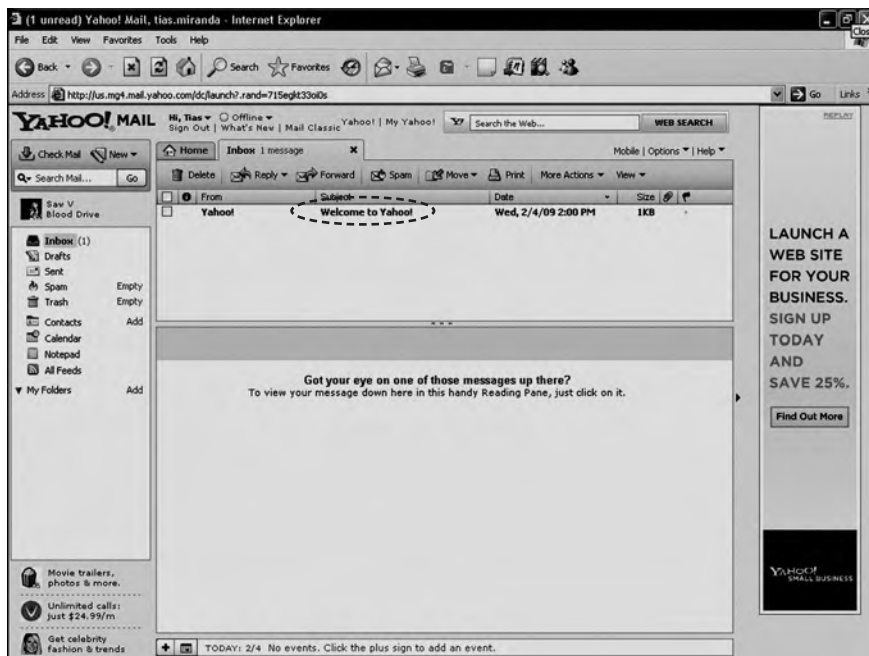 (1 unread) Yahoo! Mail, tias.miranda - Internet Explorer
Clos
File Edit View Favorites Tools Help
Back Search Favorites
Address http://us.mg4.mail.yahoo.com/dc/launch?.rand=715egkt33oi0s Go Links
YAHOO! MAIL Hi, Tias Offline
Sign Out | What's New | Mail Classic Yahoo! | My Yahoo! Search the Web... WEB SEARCH
Check Mail New Home Inbox 1 message Mobile | Options | Help
Search Mail... Go Delete Reply Forward Spam Move Print More Actions View
From Subject Date Size
Yahoo! Welcome to Yahoo! Wed, 2/4/09 2:00 PM 1KB
Sav V
Blood Drive
Inbox (1)
Drafts
Sent
Spam Empty
Trash Empty
Contacts Add
Calendar
Notepad
All Feeds
My Folders Add
Got your eye on one of those messages up there?
To view your message down here in this handy Reading Pane, just click on it.
REPLAY
LAUNCH A
WEB SITE
FOR YOUR
BUSINESS.
SIGN UP
TODAY
AND
SAVE 25%.
Find Out More
YAHOO!
SMALL BUSINESS
Movie trailers,
photos & more.
Unlimited calls:
just $24.99/m
Get celebrity
fashion & trends
TODAY: 2/4 No events. Click the plus sign to add an event.